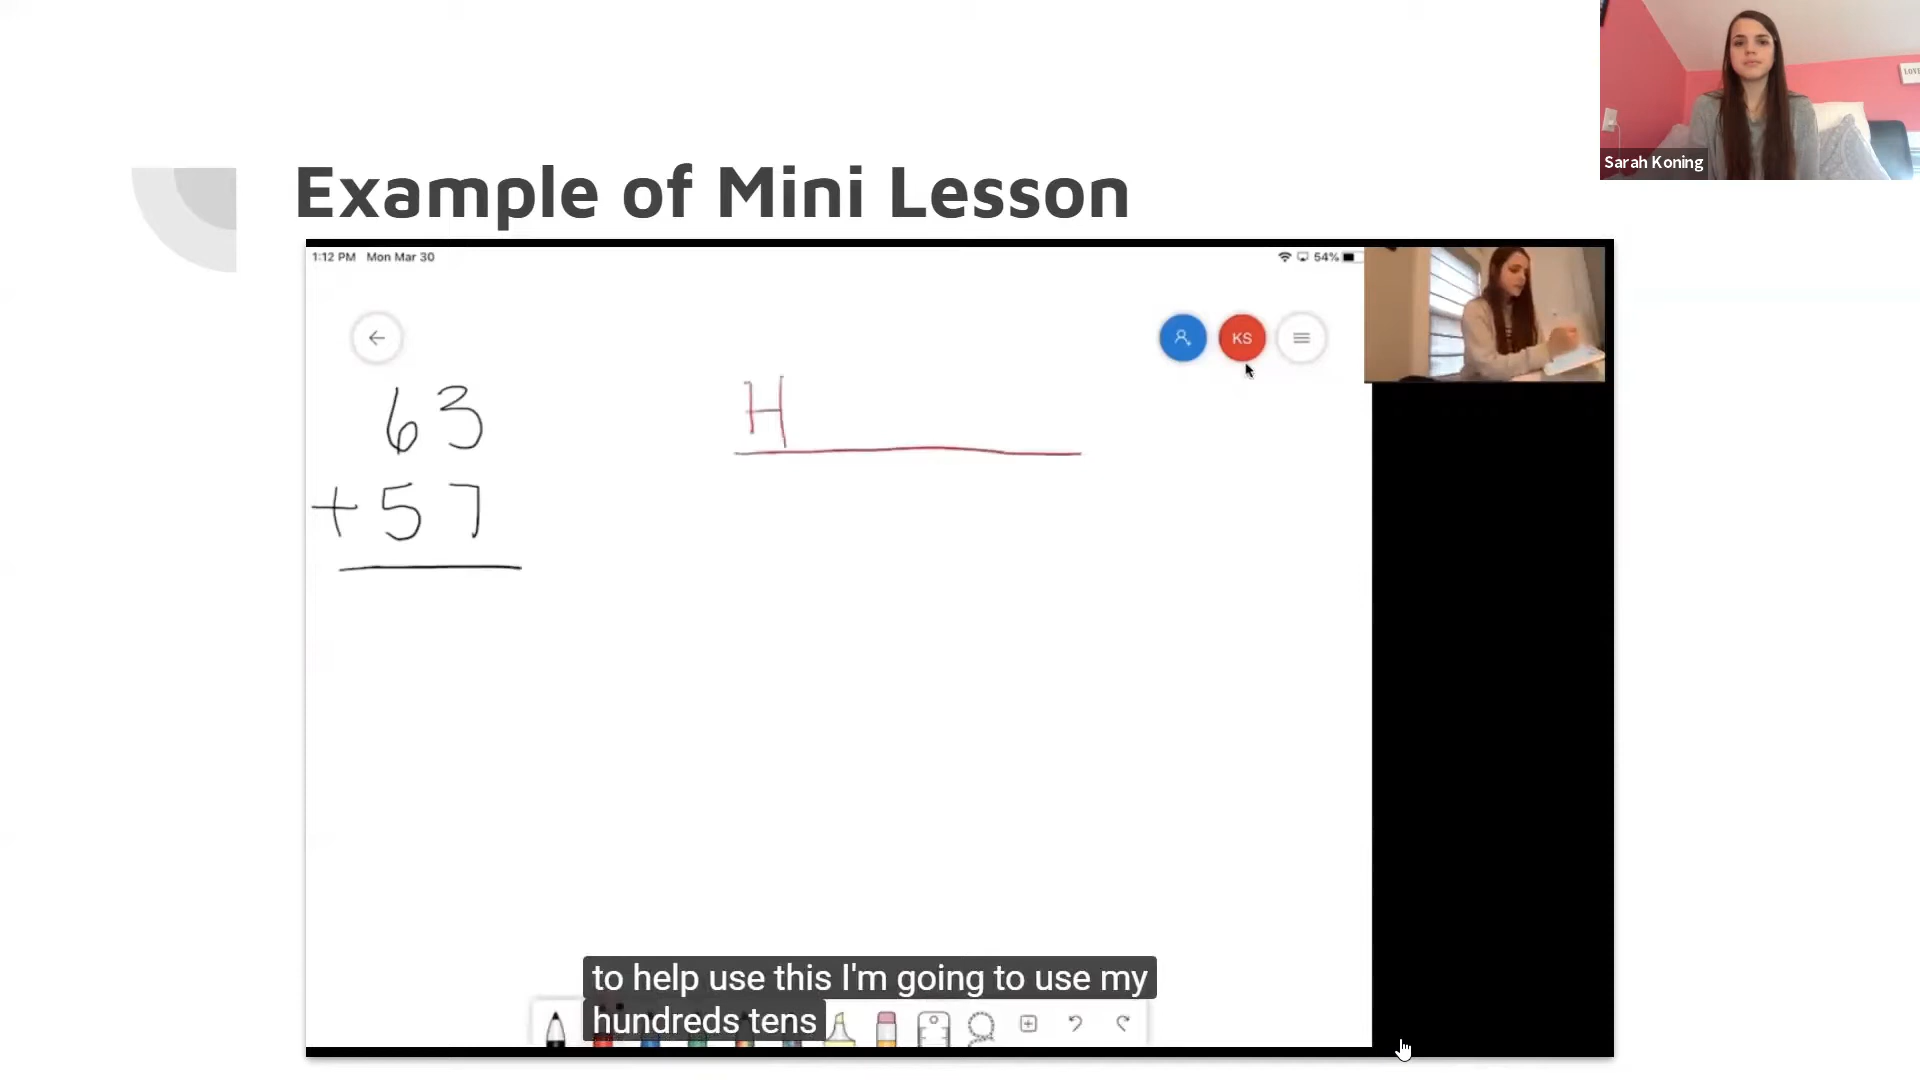 LOVE
Sarah Koning
Example of Mini Lesson
1:12 PM Mon Mar 30
54%
KS
63
+57
H
to help use this I'm going to use my
hundreds tens